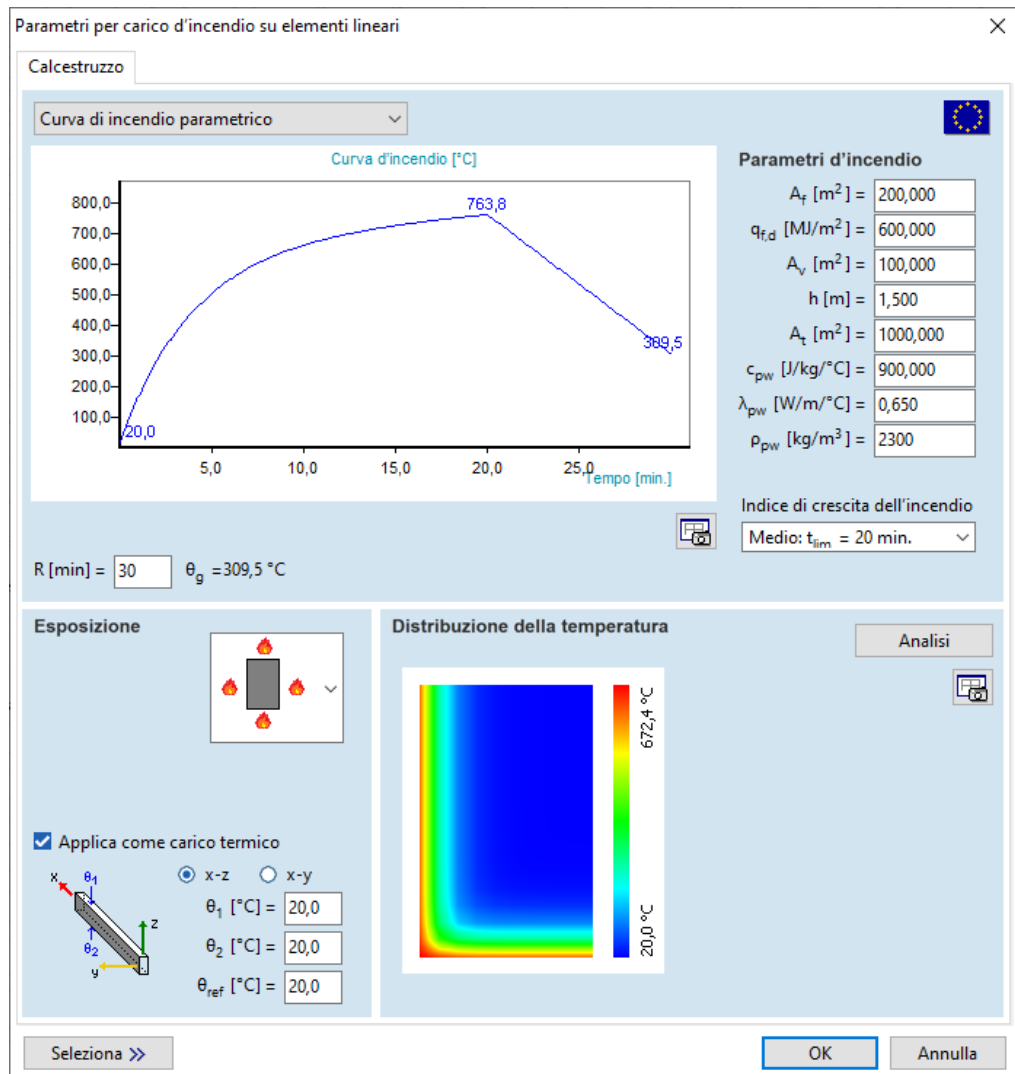 Parametri per carico d'incendio su elementi lineari
Calcestruzzo
Curva di incendio parametrico
Curva d'incendio [°C]
800,0
700,0
600,0
500,0
400,0
300,0
200,0
100,0
763,8
309,5
20,0
5,0 10,0 15,0 20,0 25,0
Tempo [min.]
Parametri d'incendio
Af [m²] = 200,000
qf,d [MJ/m²] = 600,000
Av [m²] = 100,000
h [m] = 1,500
At [m²] = 1000,000
cpw [J/kg/°C] = 900,000
λpw [W/m/°C] = 0,650
ρpw [kg/m³] = 2300
Indice di crescita dell'incendio
Medio: tlim = 20 min.
R [min] = 30 θg =309,5 °C
Esposizione
Applica come carico termico
x-z x-y
θ1 [°C] = 20,0
θ2 [°C] = 20,0
θref [°C] = 20,0
x θ1 z θ2 y
Distribuzione della temperatura
Analisi
672,4 °C
20,0 °C
Seleziona >>
OK
Annulla